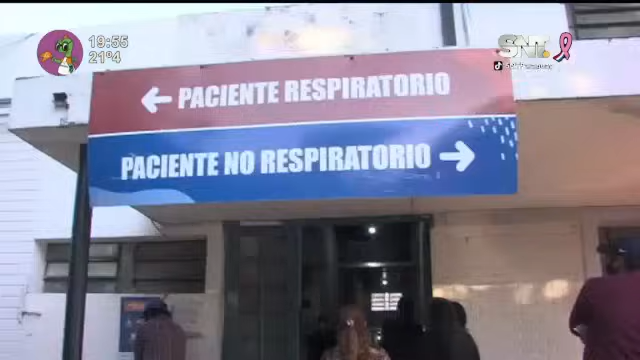 19:55
21°4
SNT
← PACIENTE RESPIRATORIO
PACIENTE NO RESPIRATORIO →